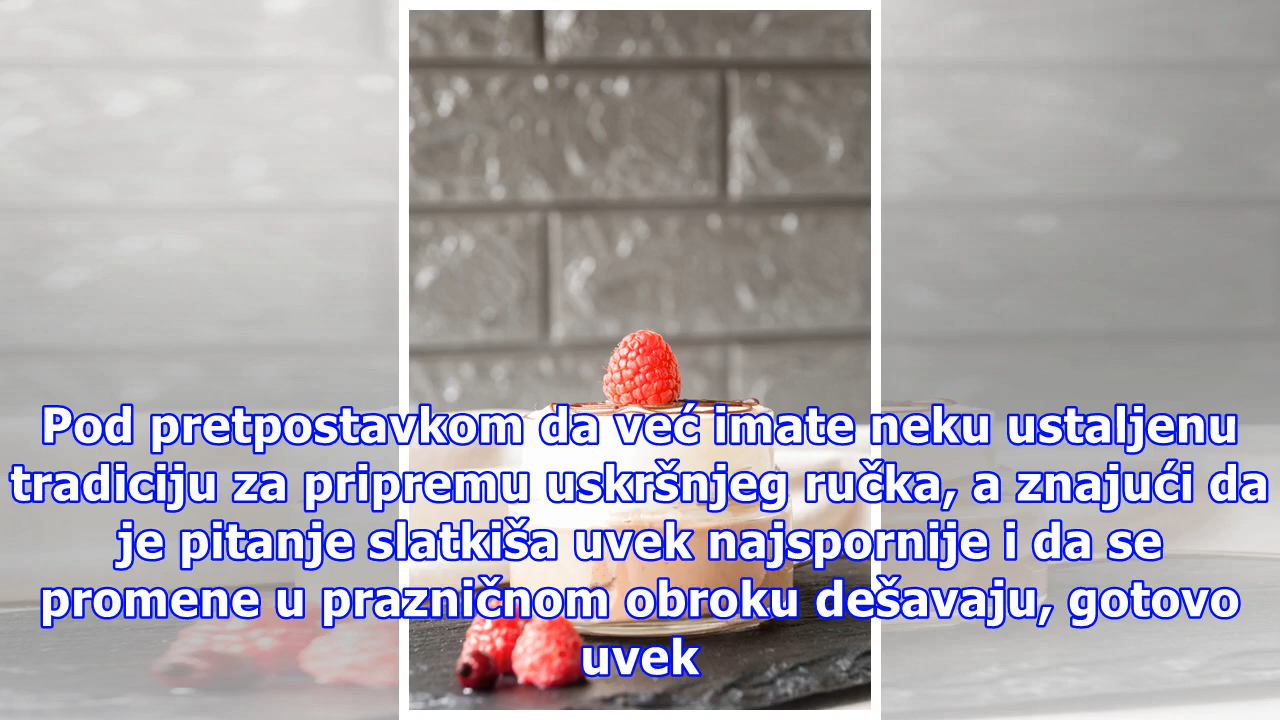 Pod pretpostavkom da već imate neku ustaljenu
tradiciju za pripremu uskršnjeg ručka, a znajući da
je pitanje slatkiša uvek najspornije i da se
promene u prazničnom obroku dešavaju, gotovo
uvek